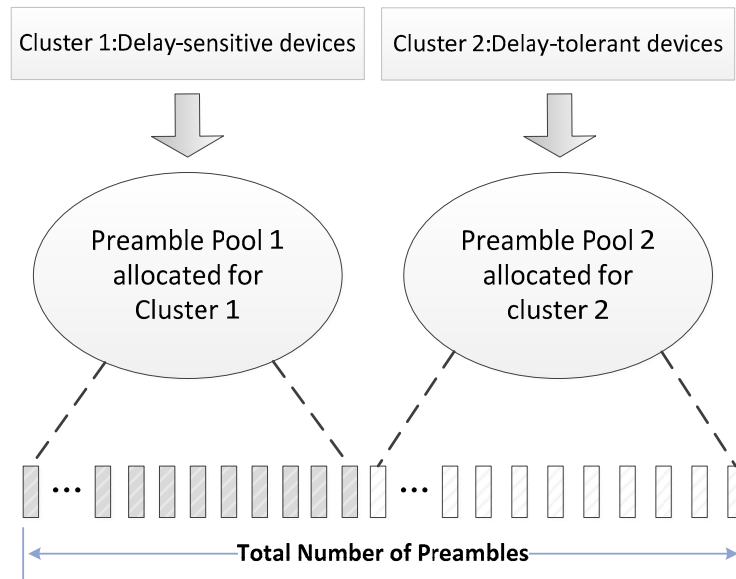 Cluster 1:Delay-sensitive devices
Cluster 2:Delay-tolerant devices
Preamble Pool 1
allocated for
Cluster 1
Preamble Pool 2
allocated for
cluster 2
...
...
Total Number of Preambles